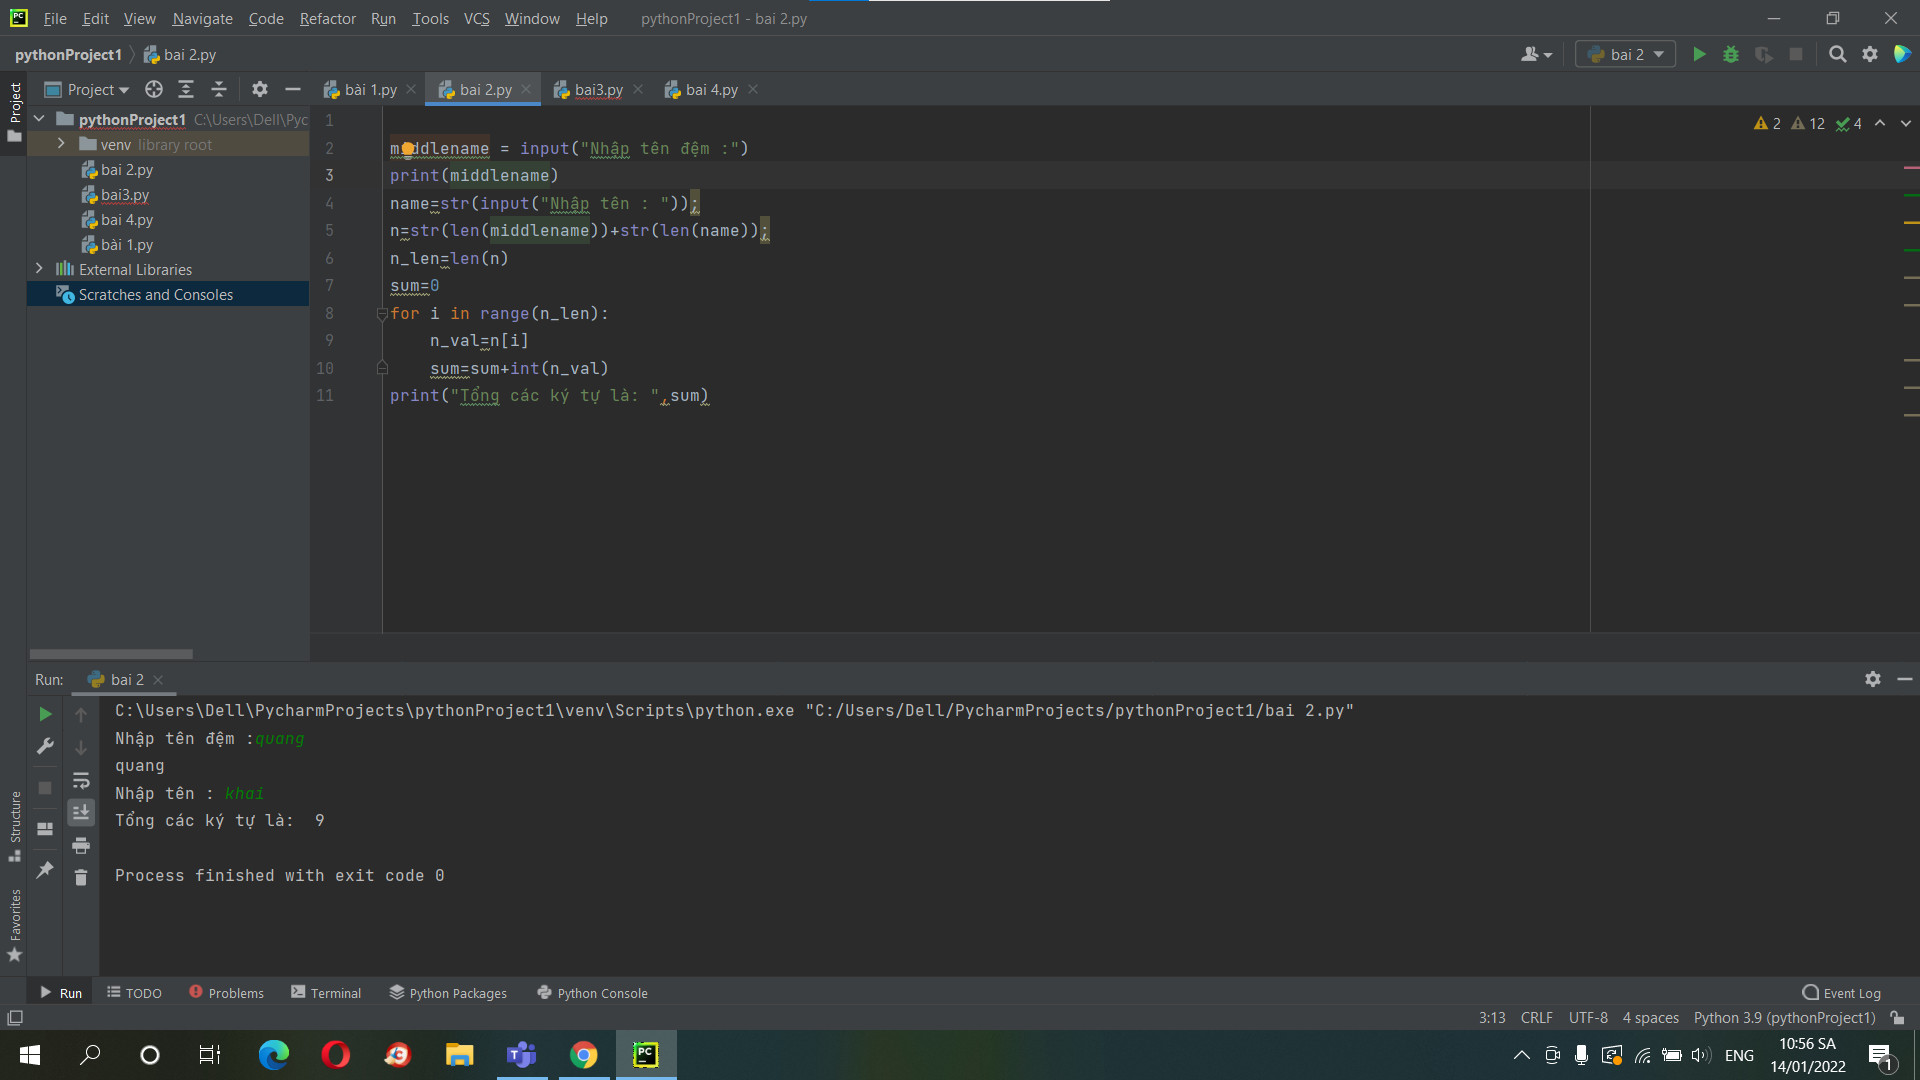 File Edit View Navigate Code Refactor Run Tools VCS Window Help pythonProject1 - bai 2.py
pythonProject1 bai 2.py
bai 2
Project
bài 1.py bai 2.py bai3.py bai 4.py
Project
pythonProject1 C:\Users\Dell\Pyc
venv library root
bai 2.py
bai3.py
bai 4.py
bài 1.py
External Libraries
Scratches and Consoles
2 12 4
1
2 middlename = input("Nhập tên đệm :")
3 print(middlename)
4 name=str(input("Nhập tên : "));
5 n=str(len(middlename))+str(len(name));
6 n_len=len(n)
7 sum=0
8 for i in range(n_len):
9 n_val=n[i]
10 sum=sum+int(n_val)
11 print("Tổng các ký tự là: ",sum)
Run: bai 2
C:\Users\Dell\PycharmProjects\pythonProject1\venv\Scripts\python.exe "C:/Users/Dell/PycharmProjects/pythonProject1/bai 2.py"
Nhập tên đệm :quang
quang
Nhập tên : khai
Tổng các ký tự là:  9
Process finished with exit code 0
Structure
Favorites
Run TODO Problems Terminal Python Packages Python Console Event Log
3:13 CRLF UTF-8 4 spaces Python 3.9 (pythonProject1)
PC
ENG
10:56 SA
14/01/2022
1